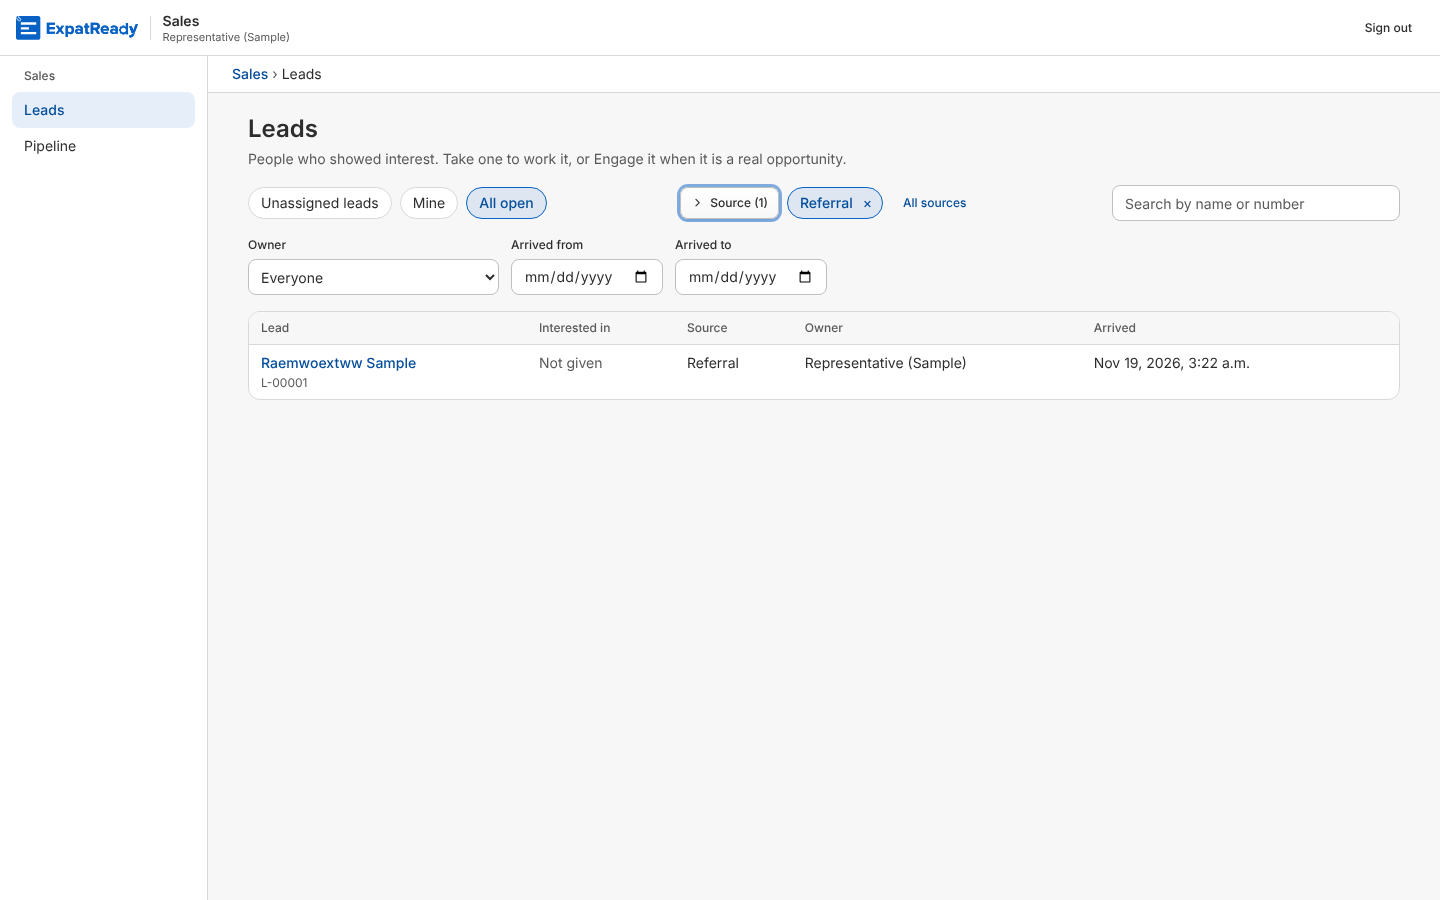 ExpatReady
Sales
Representative (Sample)
Sign out
Sales
Leads
Pipeline
Sales › Leads
Leads
People who showed interest. Take one to work it, or Engage it when it is a real opportunity.
Unassigned leads
Mine
All open
Source (1)
Referral ×
All sources
Search by name or number
Owner
Arrived from
Arrived to
Everyone
mm/dd/yyyy
mm/dd/yyyy
Lead
Interested in
Source
Owner
Arrived
Raemwoextww Sample
Not given
Referral
Representative (Sample)
Nov 19, 2026, 3:22 a.m.
L-00001